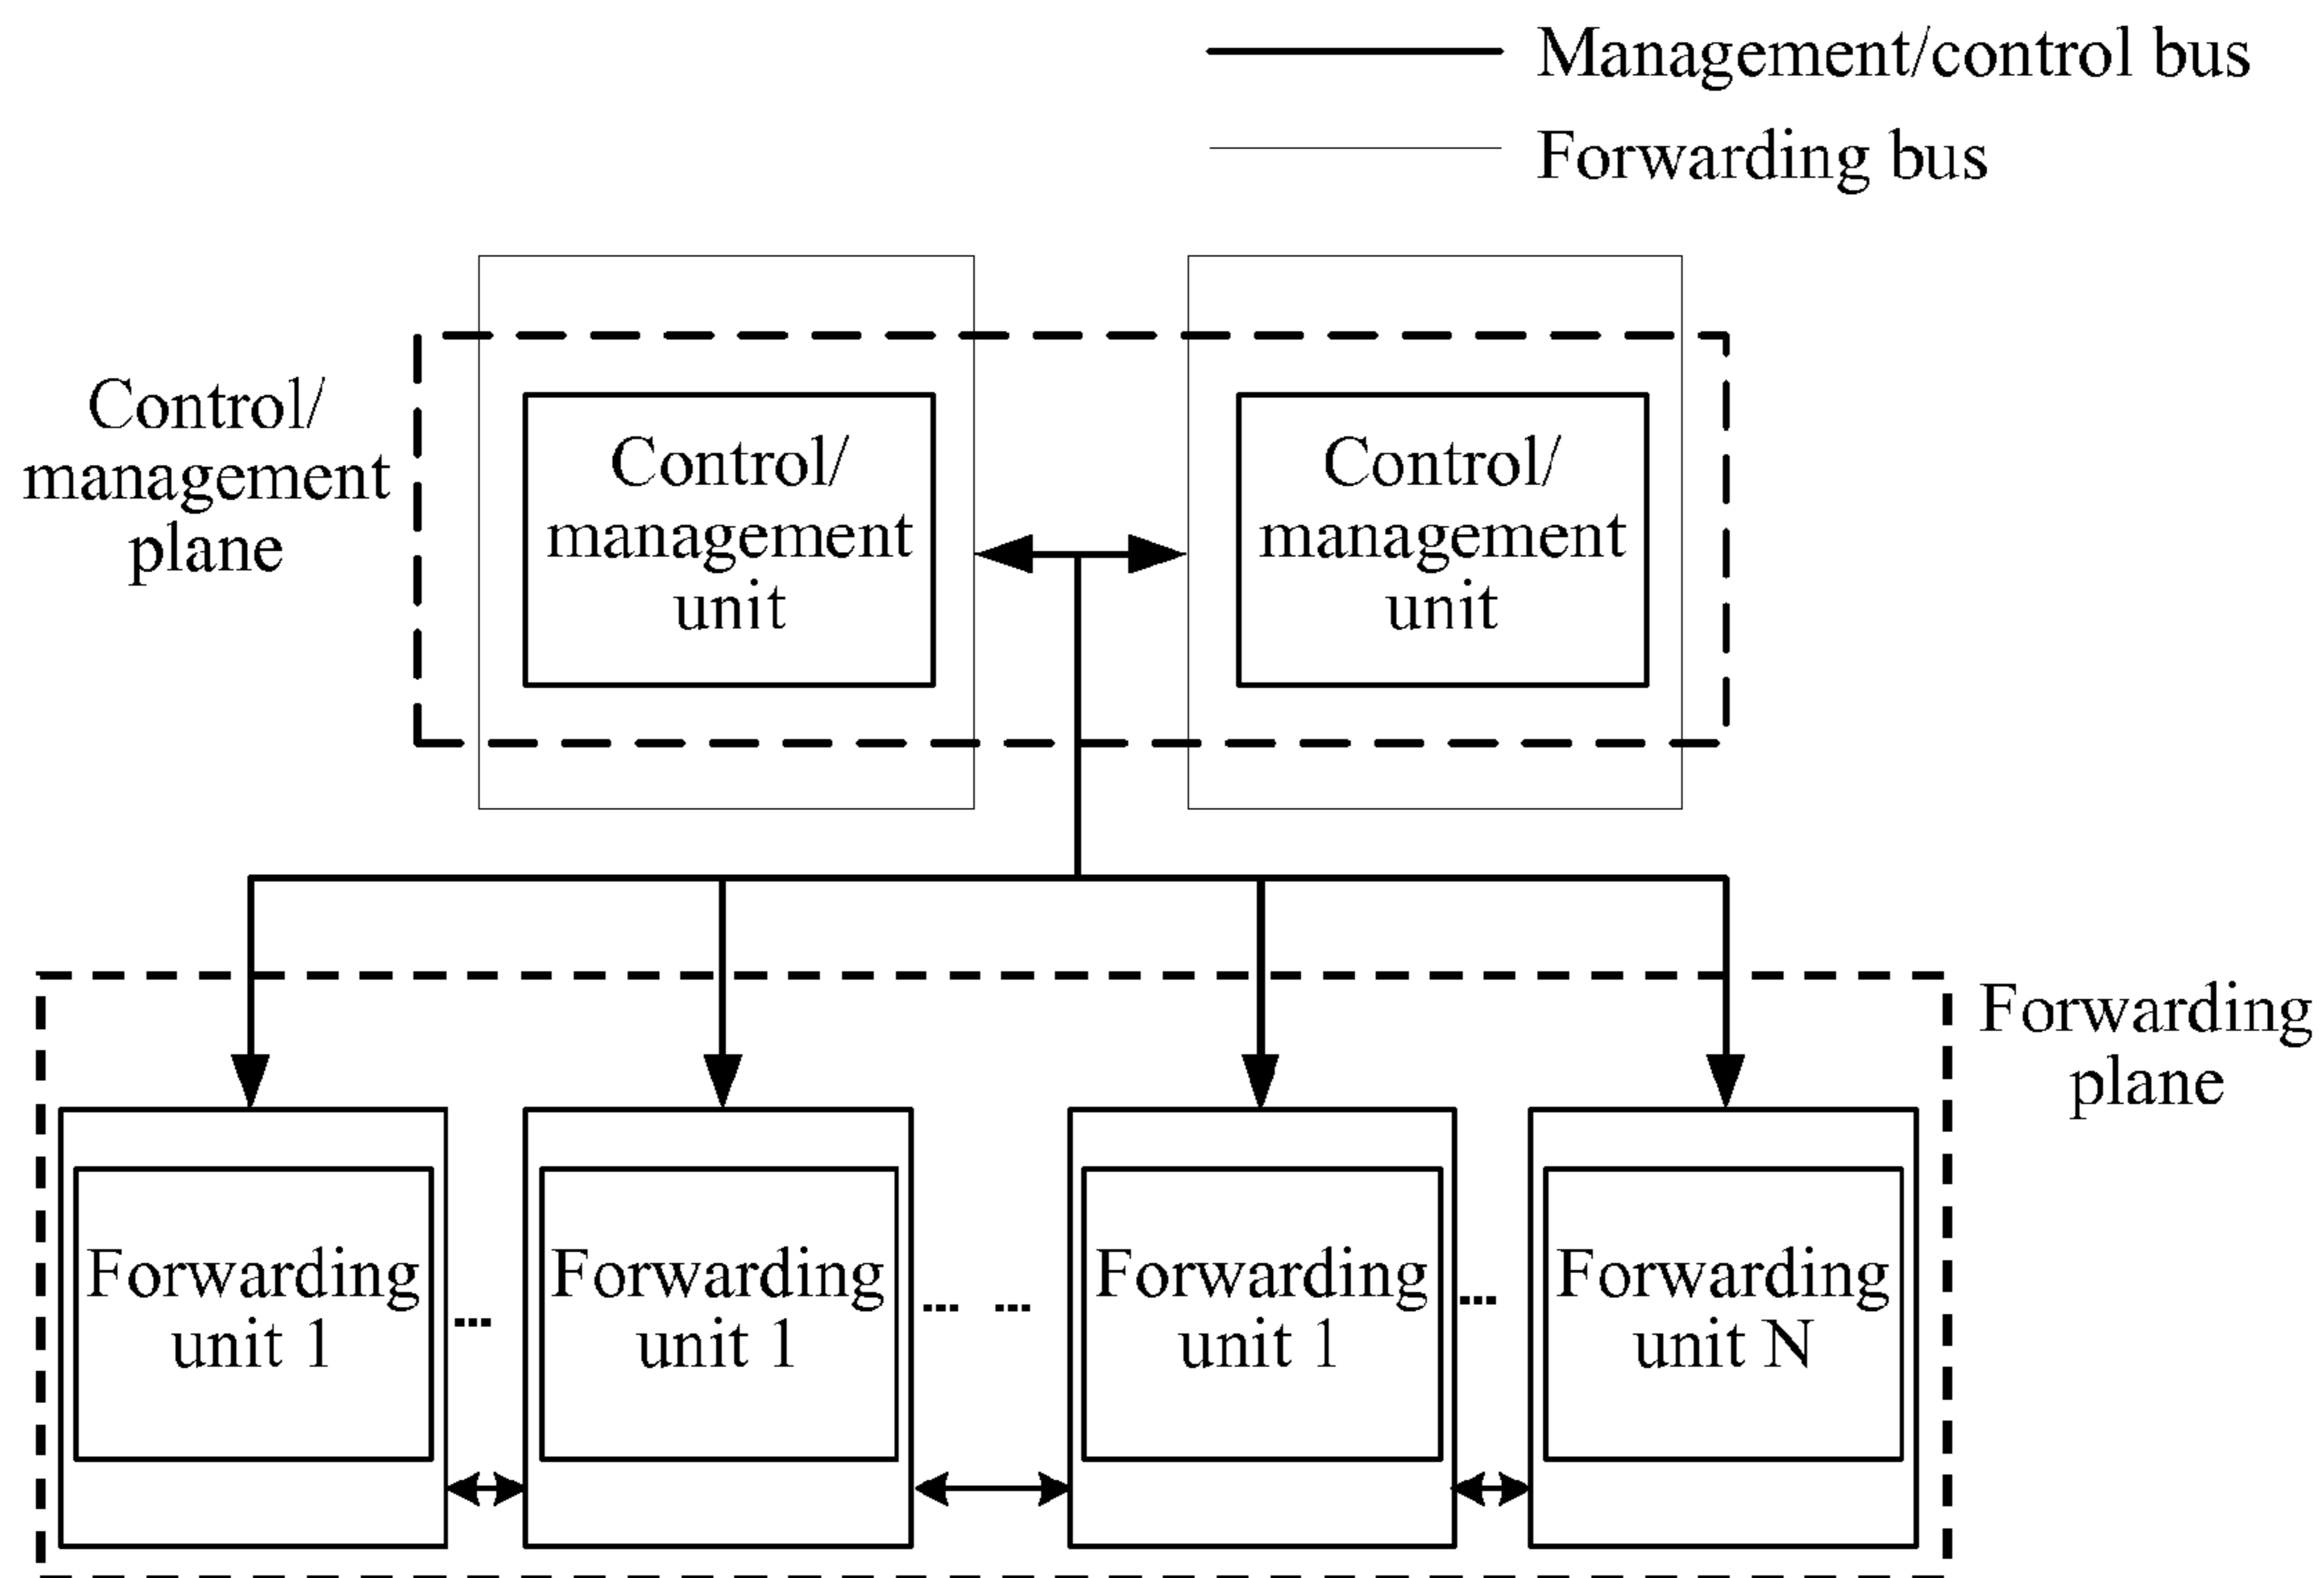 Management/control bus
Forwarding bus
Control/
management
plane
Control/
management
unit
Control/
management
unit
Forwarding
plane
Forwarding
unit 1
...
Forwarding
unit 1
... ...
Forwarding
unit 1
...
Forwarding
unit N